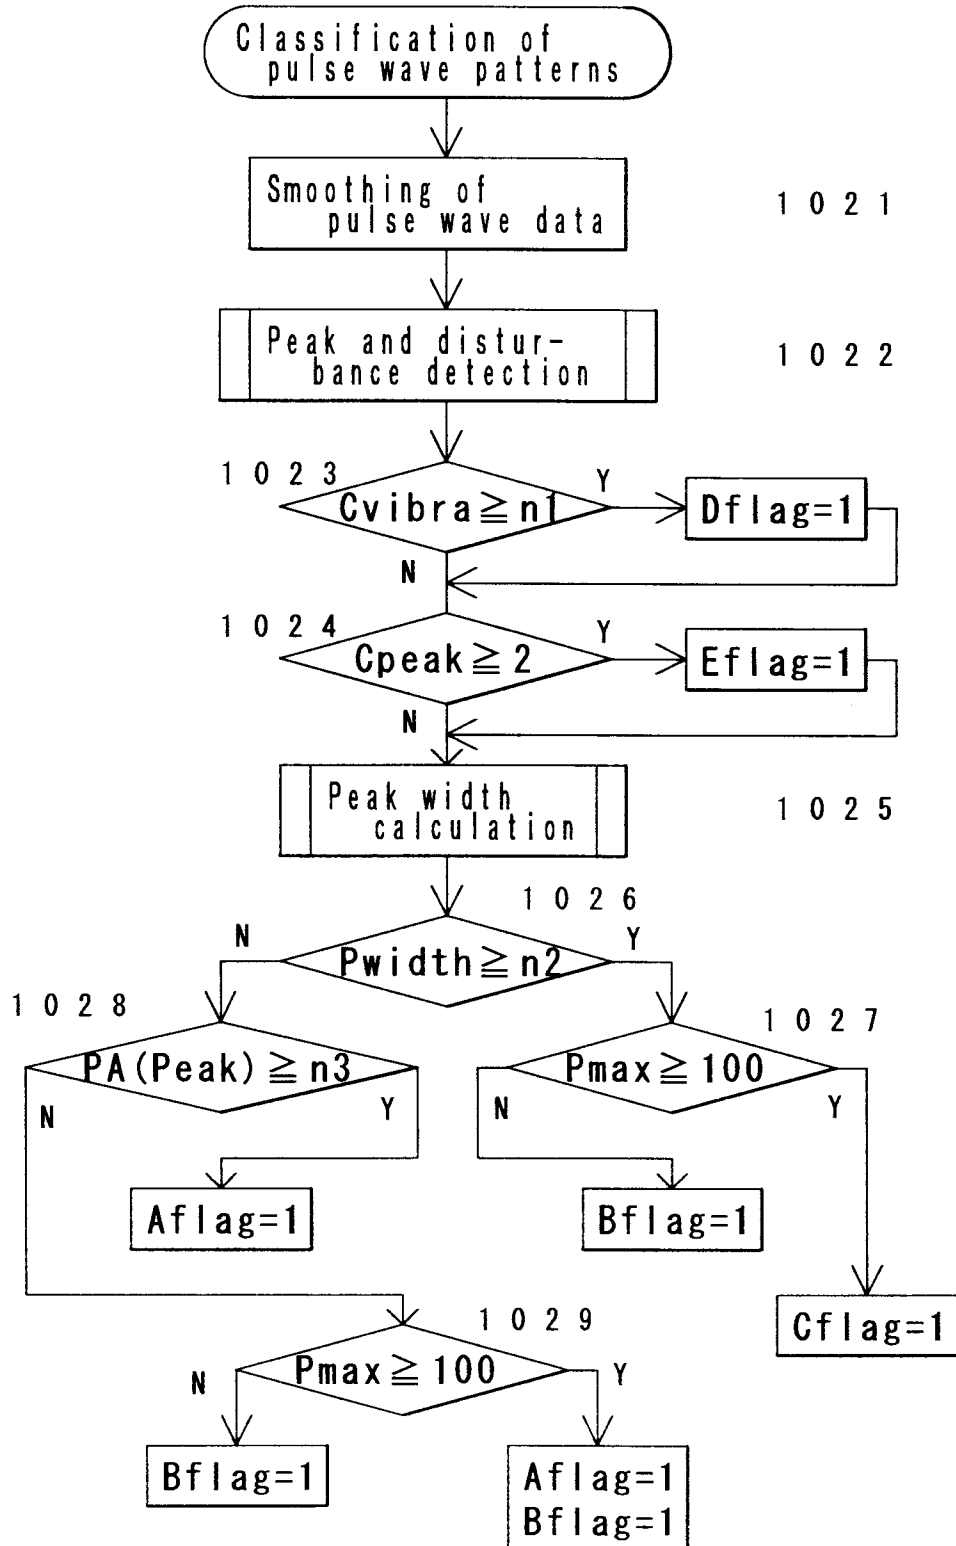 Classification of
pulse wave patterns
Smoothing of
pulse wave data
1021
Peak and distur-
bance detection
1022
1023
Cvibra≧n1
Y
Dflag=1
N
1024
Cpeak≧2
Y
Eflag=1
N
Peak width
calculation
1025
1026
N
Pwidth≧n2
Y
1028
PA(Peak)≧n3
N
Y
1027
Pmax≧100
N
Y
Aflag=1
Bflag=1
Cflag=1
1029
Pmax≧100
N
Y
Bflag=1
Aflag=1
Bflag=1